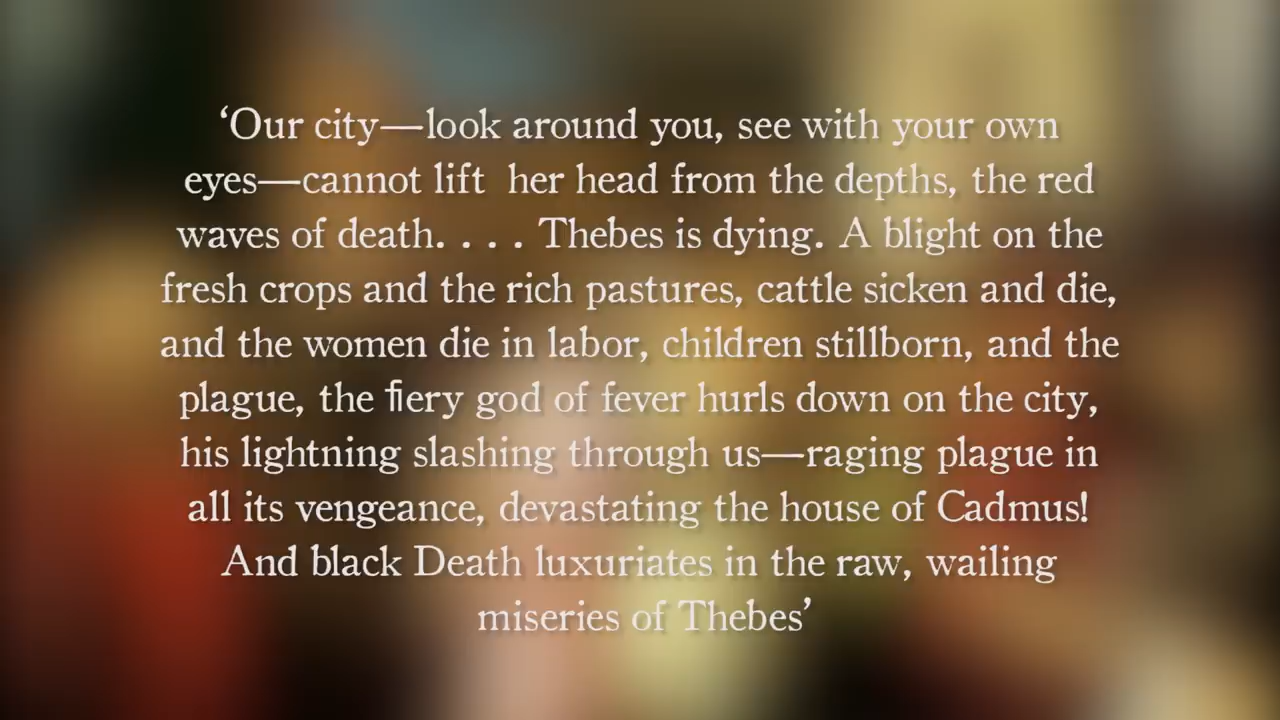 ‘Our city—look around you, see with your own
eyes—cannot lift  her head from the depths, the red
waves of death. . . . Thebes is dying. A blight on the
fresh crops and the rich pastures, cattle sicken and die,
and the women die in labor, children stillborn, and the
plague, the fiery god of fever hurls down on the city,
his lightning slashing through us—raging plague in
all its vengeance, devastating the house of Cadmus!
And black Death luxuriates in the raw, wailing
miseries of Thebes’